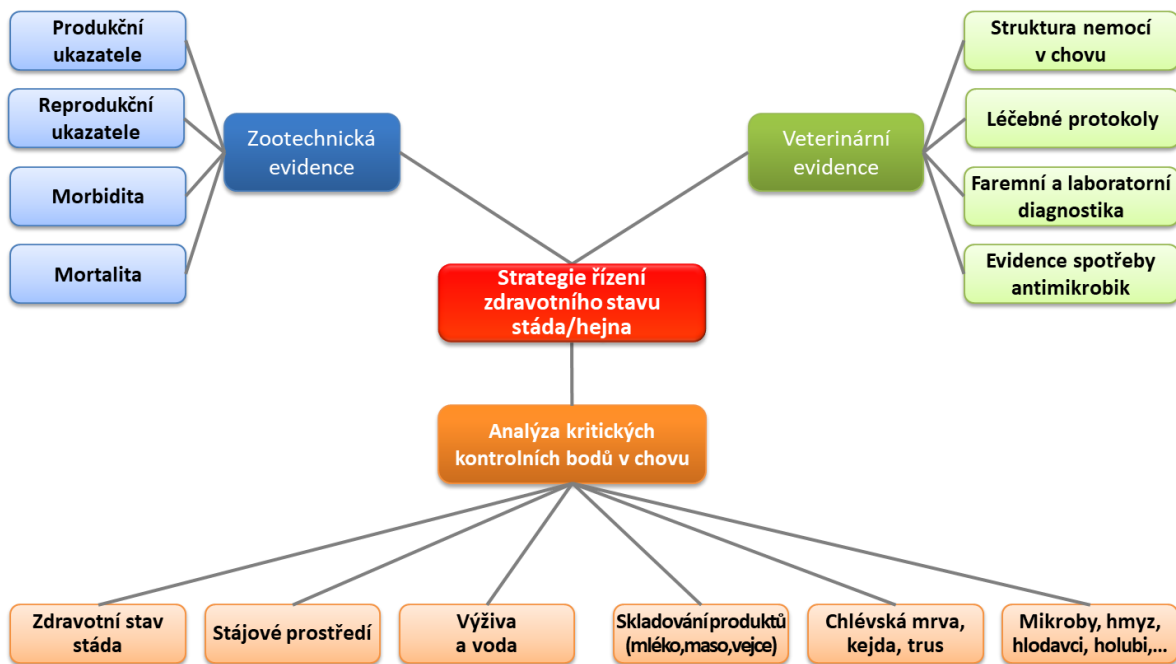 Produkční
ukazatele
Reprodukční
ukazatele
Morbidita
Mortalita
Zootechnická
evidence
Veterinární
evidence
Struktura nemocí
v chovu
Léčebné protokoly
Faremní a laboratorní
diagnostika
Evidence spotřeby
antimikrobik
Strategie řízení
zdravotního stavu
stáda/hejna
Analýza kritických
kontrolních bodů v chovu
Zdravotní stav
stáda
Stájové prostředí
Výživa
a voda
Skladování produktů
(mléko,maso,vejce)
Chlévská mrva,
kejda, trus
Mikroby, hmyz,
hlodavci, holubi,...